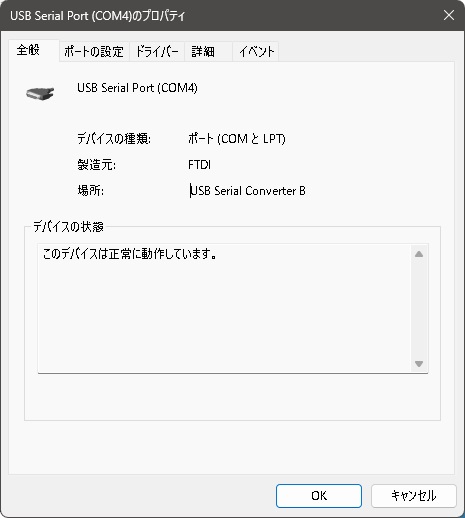 USB Serial Port (COM4)のプロパティ
全般 ポートの設定 ドライバー 詳細 イベント
USB Serial Port (COM4)
デバイスの種類: ポート (COM と LPT)
製造元: FTDI
場所: USB Serial Converter B
デバイスの状態
このデバイスは正常に動作しています。
OK キャンセル